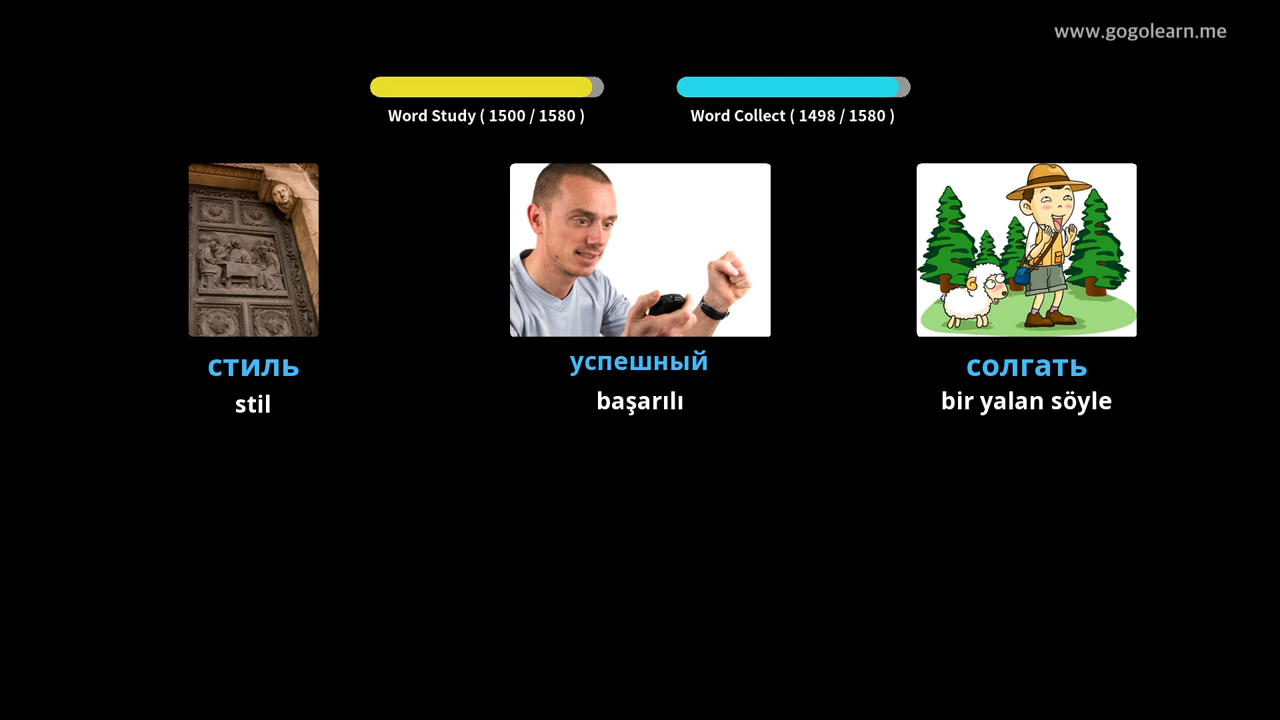 www.gogolearn.me
Word Study ( 1500 / 1580 )
Word Collect ( 1498 / 1580 )
стиль
stil
успешный
başarılı
солгать
bir yalan söyle